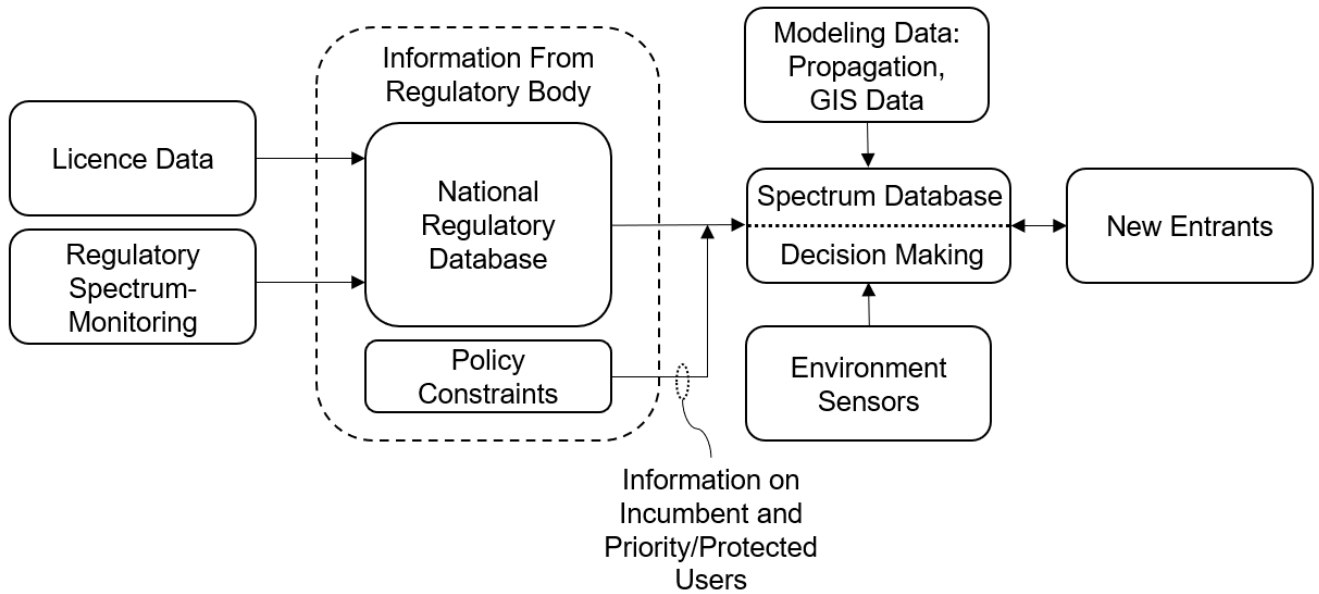 Licence Data
Regulatory
Spectrum-
Monitoring
Information From
Regulatory Body
National
Regulatory
Database
Policy
Constraints
Information on
Incumbent and
Priority/Protected
Users
Modeling Data:
Propagation,
GIS Data
Spectrum Database
Decision Making
Environment
Sensors
New Entrants